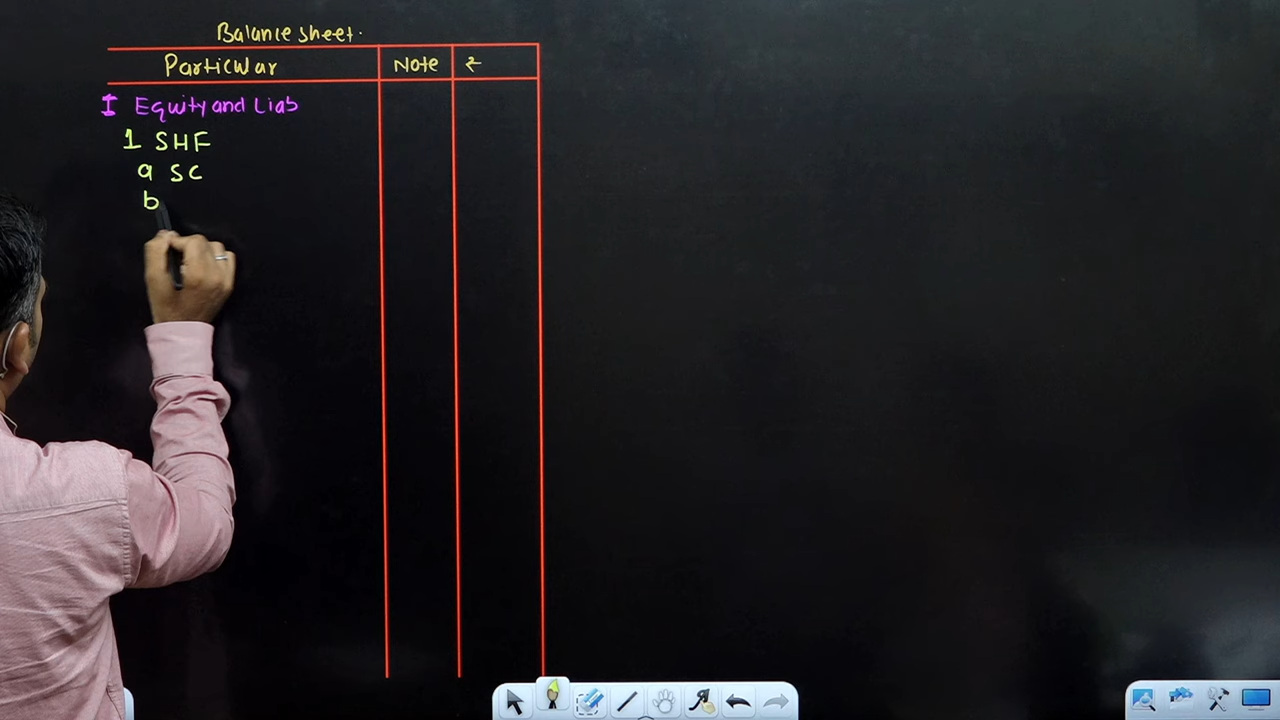 Balance sheet.
Particular Note ₹
I Equity and Liab
1 SHF
a SC
b